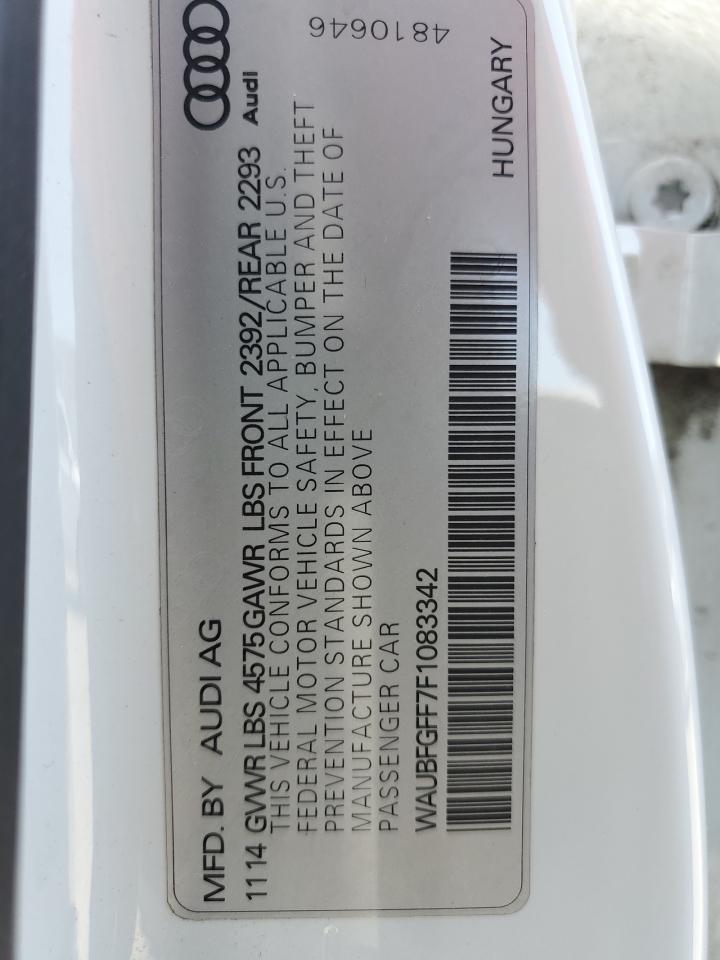 MFD. BY AUDI AG
1114 GVWR LBS 4575 GAWR LBS FRONT 2392/REAR 2293
Audi
THIS VEHICLE CONFORMS TO ALL APPLICABLE U.S.
FEDERAL MOTOR VEHICLE SAFETY, BUMPER AND THEFT
PREVENTION STANDARDS IN EFFECT ON THE DATE OF
MANUFACTURE SHOWN ABOVE
PASSENGER CAR
4810646
WAUBFGFF7F1083342
HUNGARY